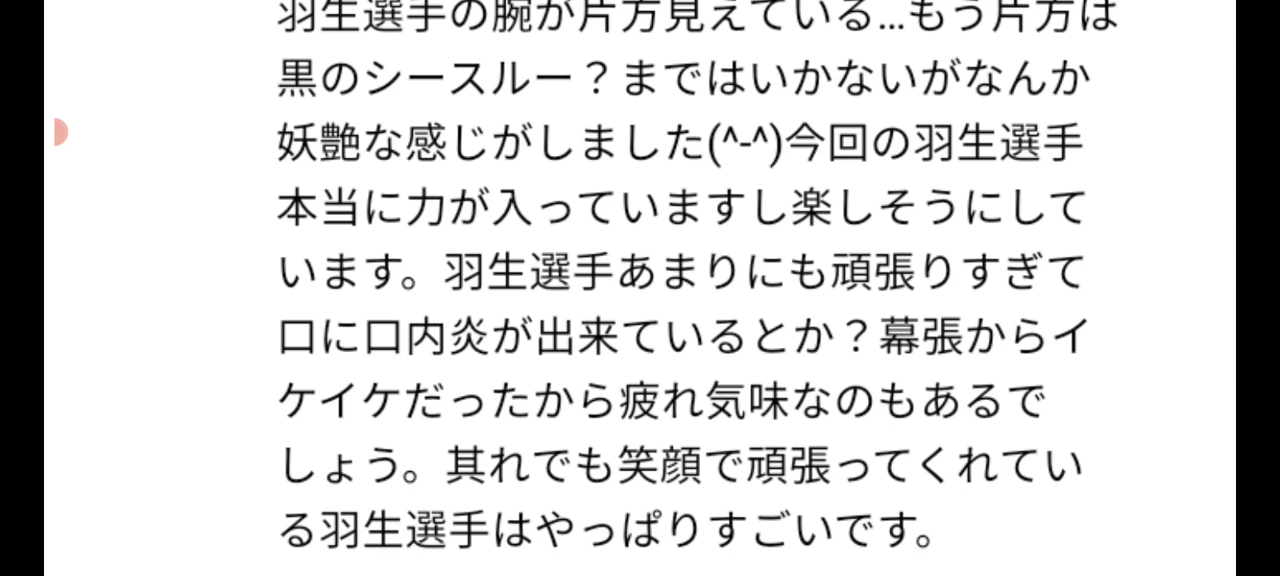 羽生選手の腕が片方見えている...もう片方は
黒のシースルー？まではいかないがなんか
妖艶な感じがしました(^-^)今回の羽生選手
本当に力が入っていますし楽しそうにして
います。羽生選手あまりにも頑張りすぎて
口に口内炎が出来ているとか？幕張からイ
ケイケだったから疲れ気味なのもあるで
しょう。其れでも笑顔で頑張ってくれてい
る羽生選手はやっぱりすごいです。